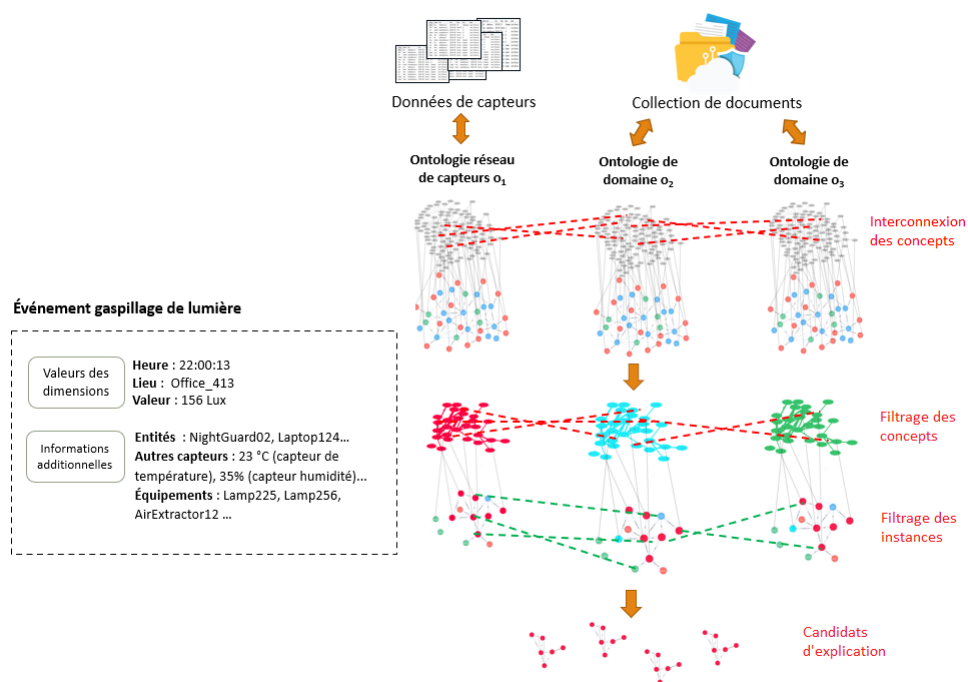 Données de capteurs
Collection de documents
Ontologie réseau
de capteurs o₁
Ontologie de
domaine o₂
Ontologie de
domaine o₃
Interconnexion
des concepts
Événement gaspillage de lumière
Valeurs des
dimensions
Heure : 22:00:13
Lieu : Office_413
Valeur : 156 Lux
Informations
additionnelles
Entités : NightGuard02, Laptop124...
Autres capteurs : 23 °C (capteur de
température), 35% (capteur humidité)...
Équipements : Lamp225, Lamp256,
AirExtractor12 ...
Filtrage des
concepts
Filtrage des
instances
Candidats
d'explication